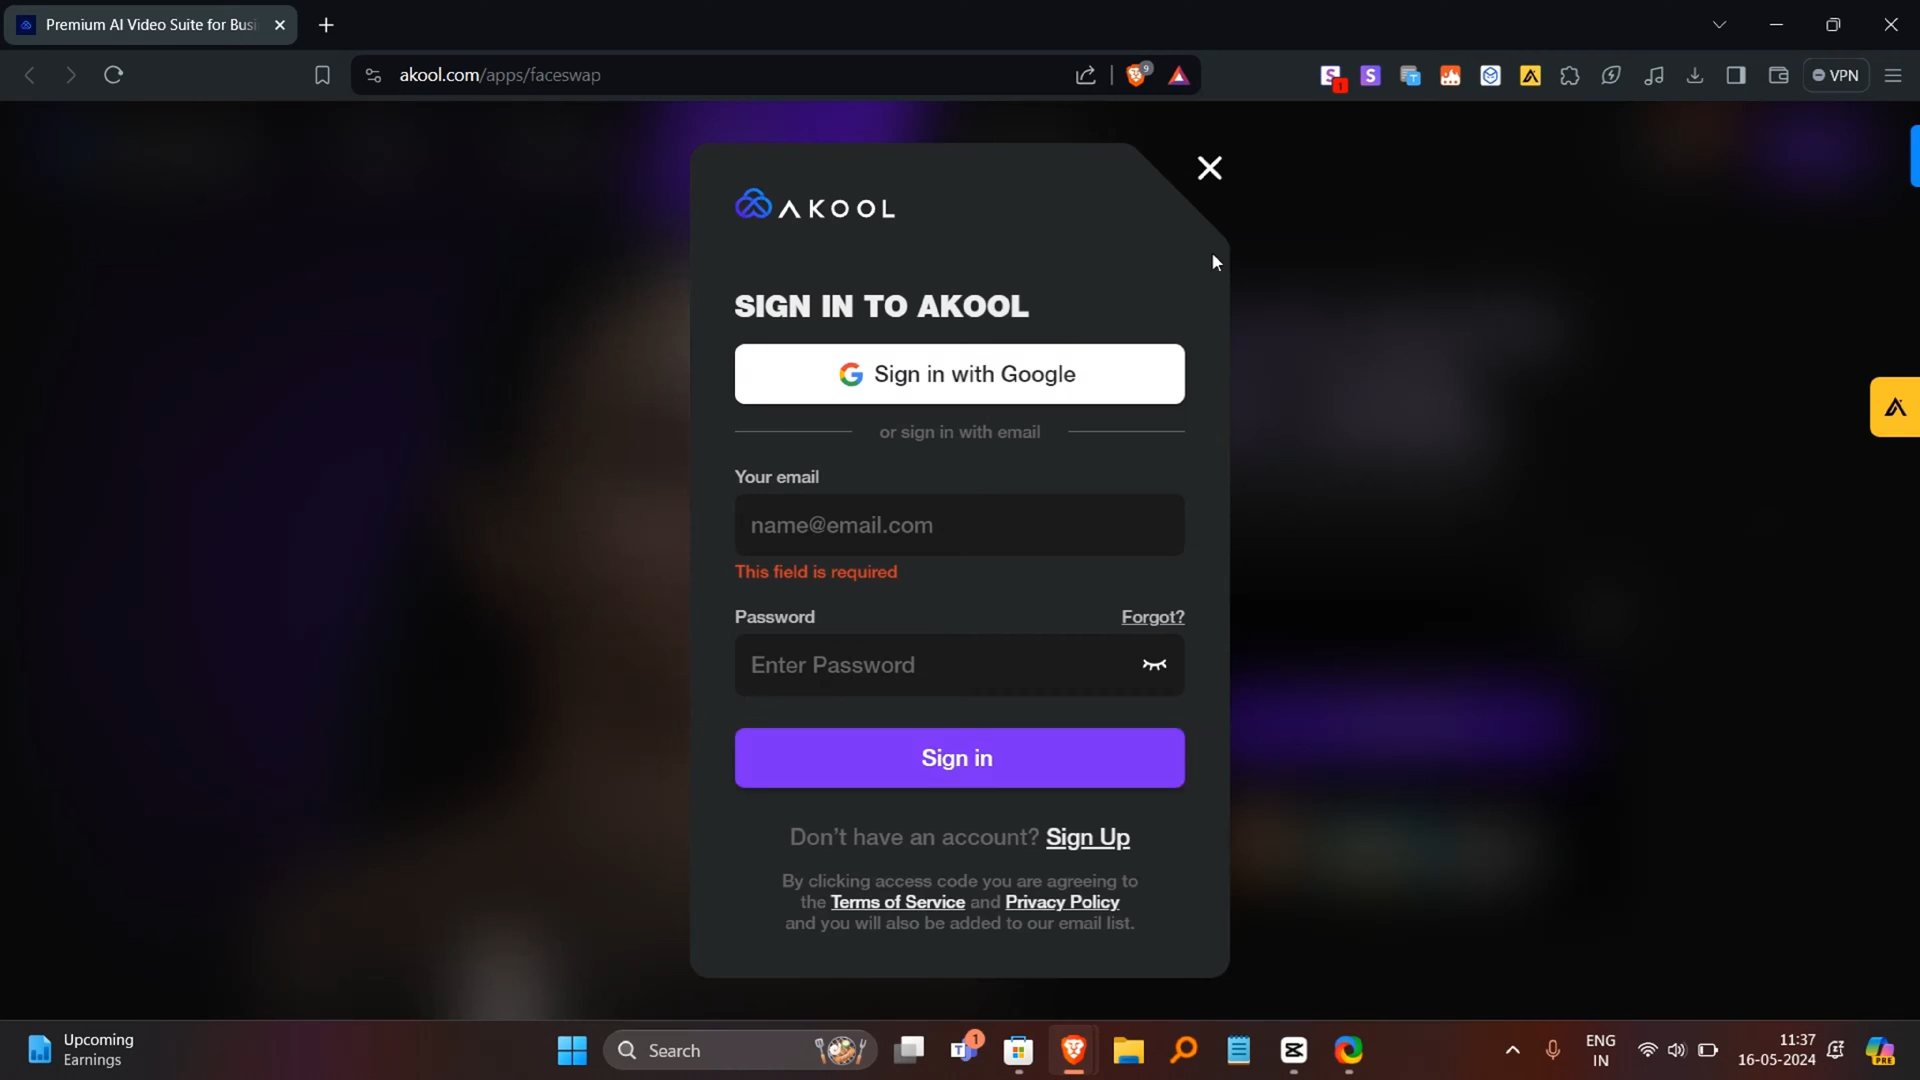 Premium AI Video Suite for Busi
akool.com/apps/faceswap
9
S
1
S
T
VPN
AKOOL
SIGN IN TO AKOOL
Sign in with Google
or sign in with email
Your email
name@email.com
This field is required
Password
Forgot?
Enter Password
Sign in
Don't have an account? Sign Up
By clicking access code you are agreeing to
the Terms of Service and Privacy Policy
and you will also be added to our email list.
Upcoming
Earnings
Search
T
1
ENG
IN
11:37
16-05-2024
PRE